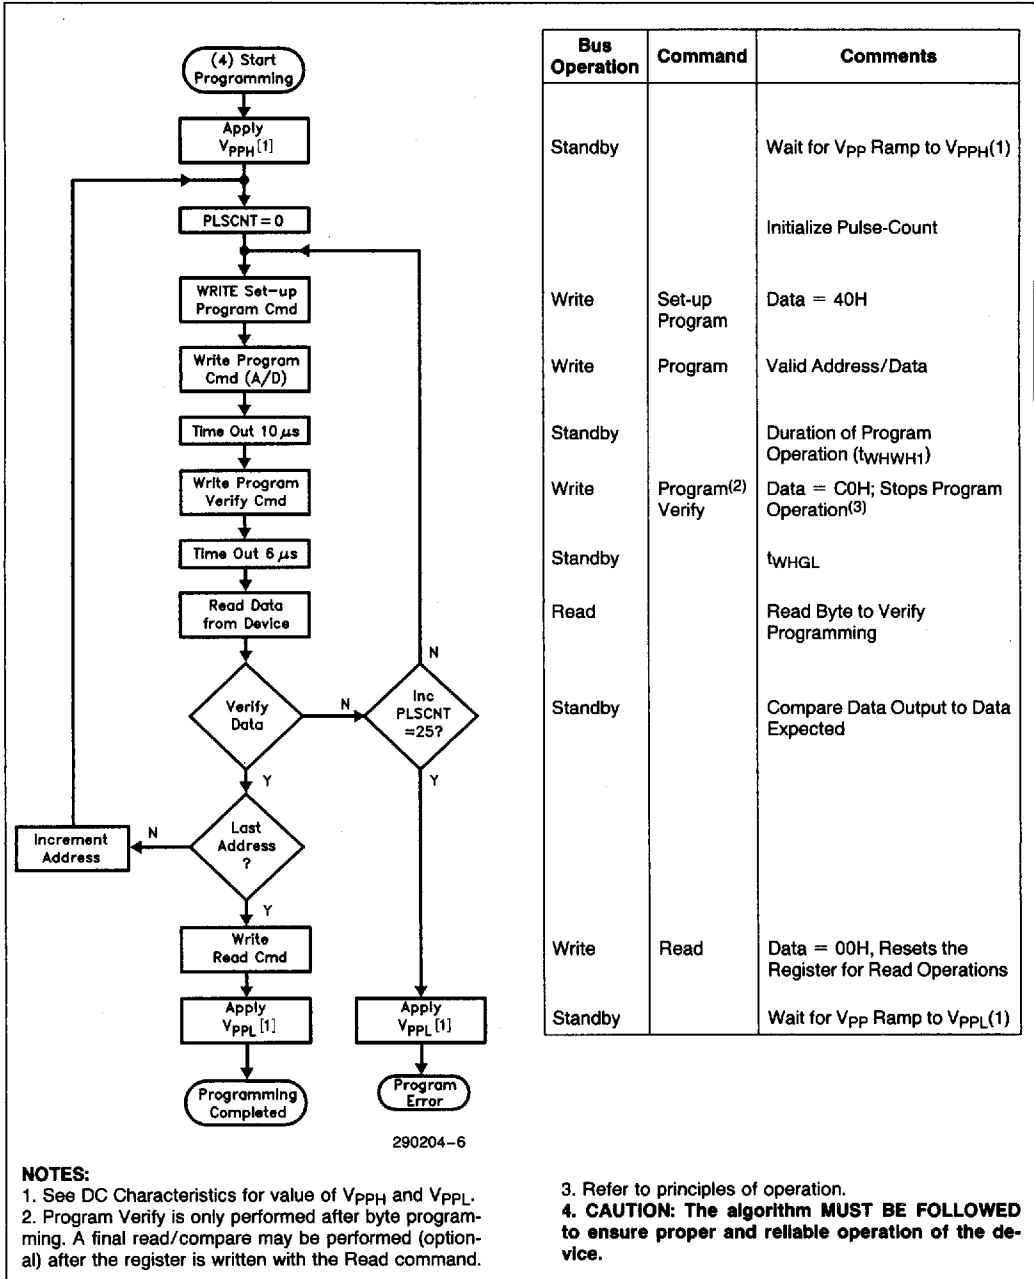 (4) Start
Programming
Apply
VPPH[1]
PLSCNT=0
WRITE Set-up
Program Cmd
Write Program
Cmd (A/D)
Time Out 10 μs
Write Program
Verify Cmd
Time Out 6 μs
Read Data
from Device
Verify
Data
N
Inc
PLSCNT
=25?
N
Y
Y
Last
Address
?
N
Increment
Address
Y
Write
Read Cmd
Apply
VPPL[1]
Apply
VPPL[1]
Programming
Completed
Program
Error
290204-6
Bus
Operation
Command
Comments
Standby
Wait for VPP Ramp to VPPH(1)
Initialize Pulse-Count
Write
Set-up
Program
Data = 40H
Write
Program
Valid Address/Data
Standby
Duration of Program
Operation (tWHWH1)
Write
Program(2)
Verify
Data = C0H; Stops Program
Operation(3)
Standby
tWHGL
Read
Read Byte to Verify
Programming
Standby
Compare Data Output to Data
Expected
Write
Read
Data = 00H, Resets the
Register for Read Operations
Standby
Wait for VPP Ramp to VPPL(1)
NOTES:
1. See DC Characteristics for value of VPPH and VPPL.
2. Program Verify is only performed after byte program-
ming. A final read/compare may be performed (option-
al) after the register is written with the Read command.
3. Refer to principles of operation.
4. CAUTION: The algorithm MUST BE FOLLOWED
to ensure proper and reliable operation of the de-
vice.